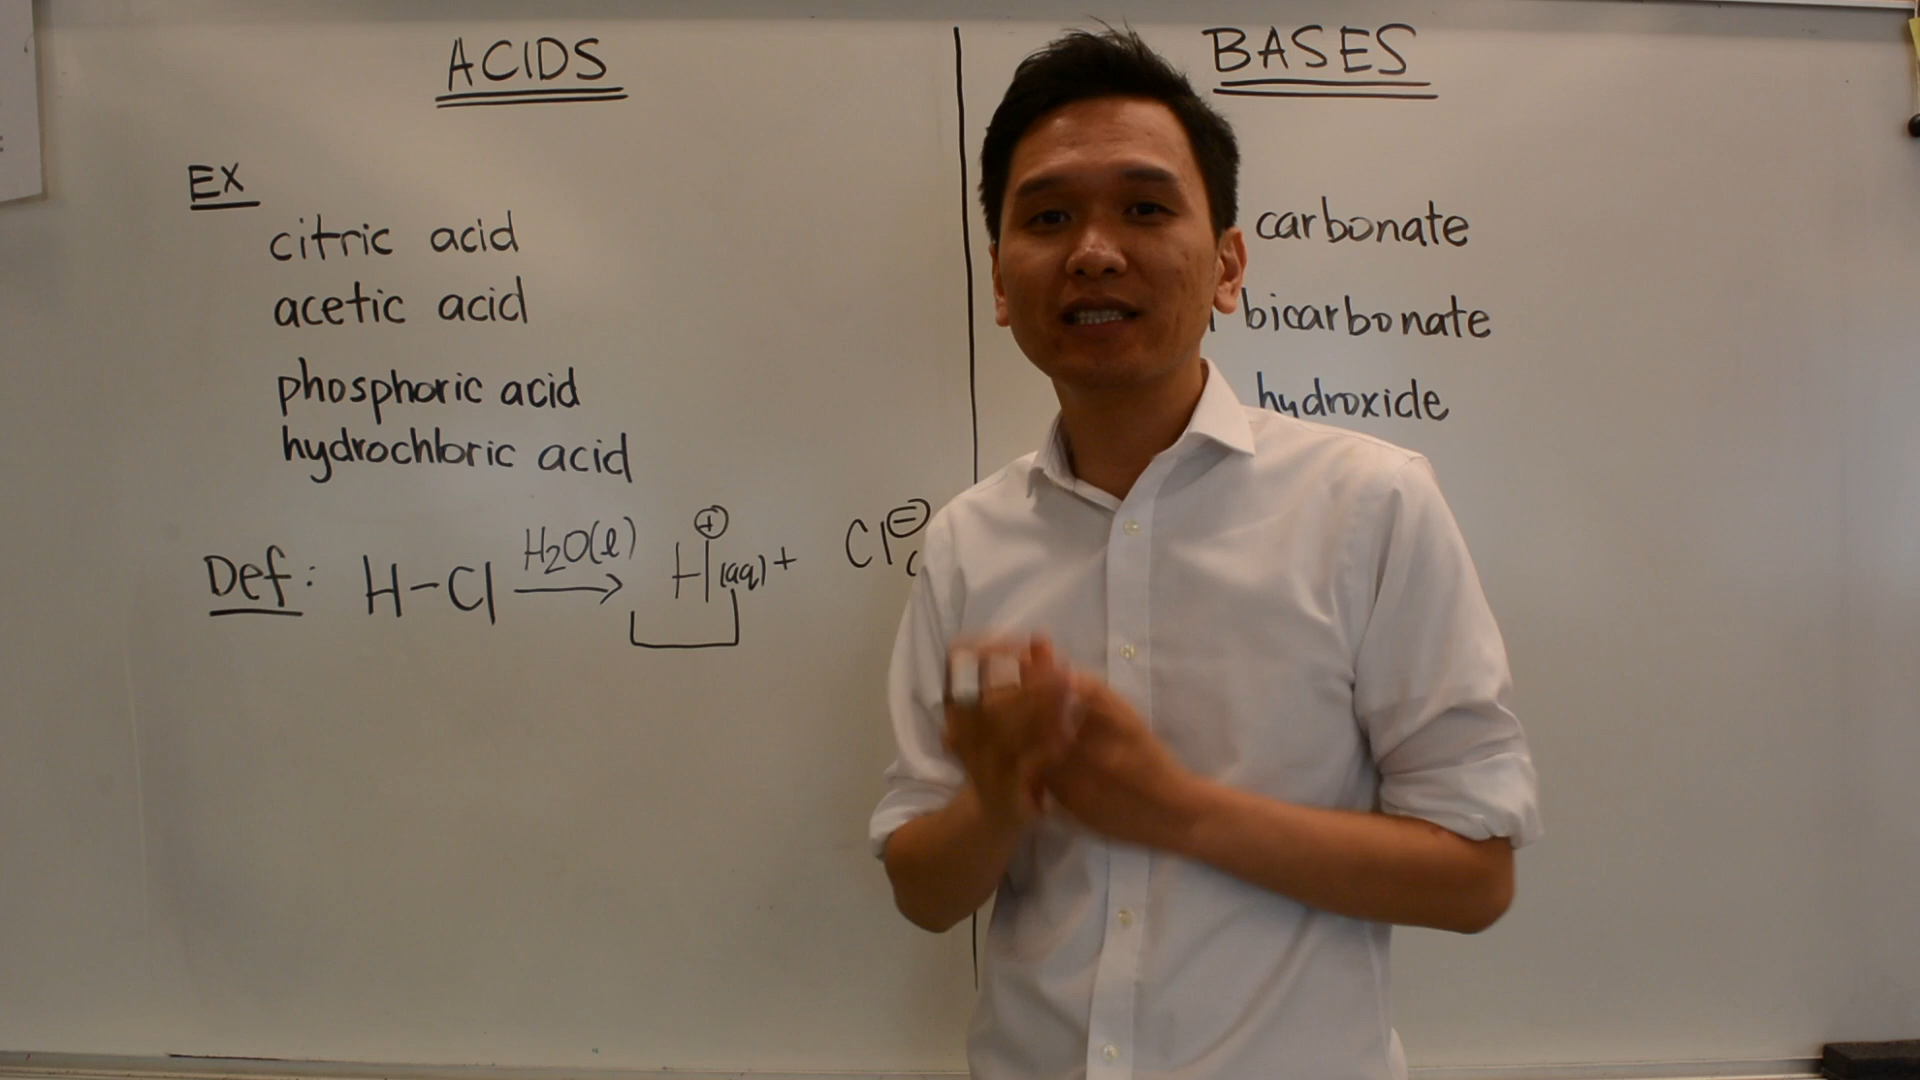 ACIDS
EX
citric acid
acetic acid
phosphoric acid
hydrochloric acid
Def: H-Cl H2O(l) → H⊕(aq) + Cl⊖
BASES
carbonate
bicarbonate
hydroxide